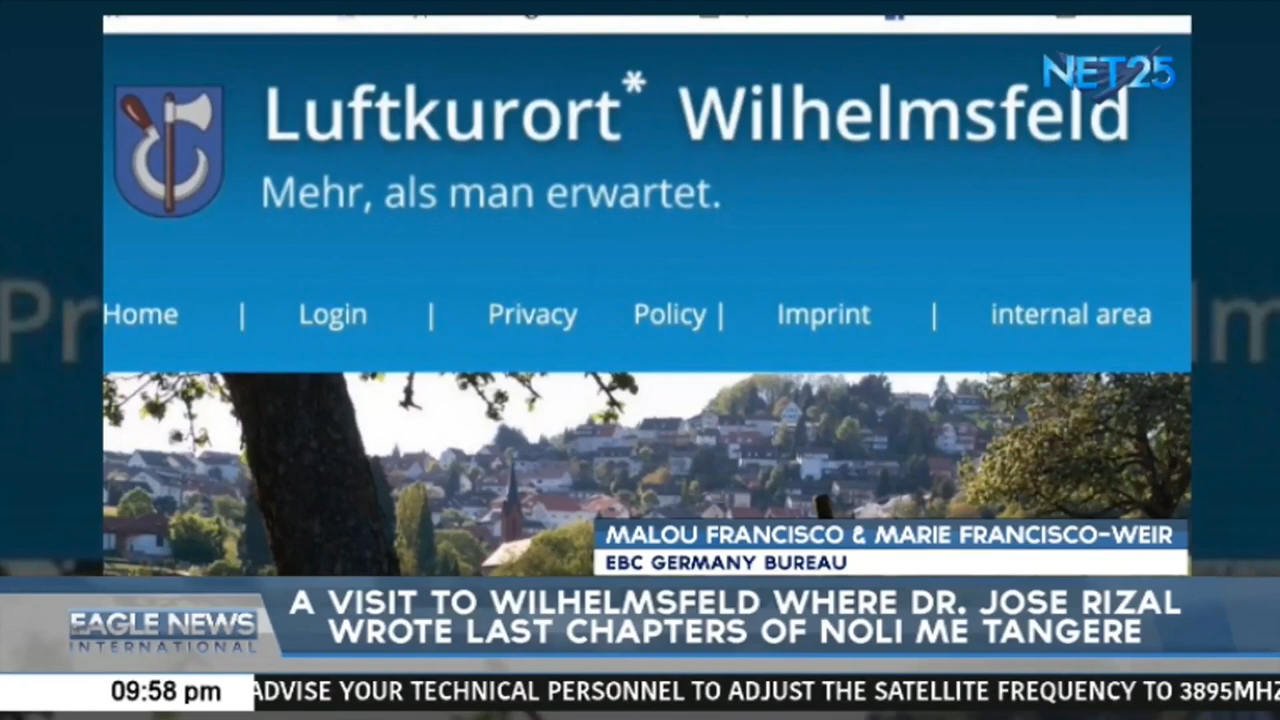 NET25
Luftkurort* Wilhelmsfeld
Mehr, als man erwartet.
Home | Login | Privacy Policy | Imprint | internal area
Pr
lm
MALOU FRANCISCO & MARIE FRANCISCO-WEIR
EBC GERMANY BUREAU
A VISIT TO WILHELMSFELD WHERE DR. JOSE RIZAL
WROTE LAST CHAPTERS OF NOLI ME TANGERE
EAGLE NEWS
INTERNATIONAL
09:58 pm
ADVISE YOUR TECHNICAL PERSONNEL TO ADJUST THE SATELLITE FREQUENCY TO 3895MHZ